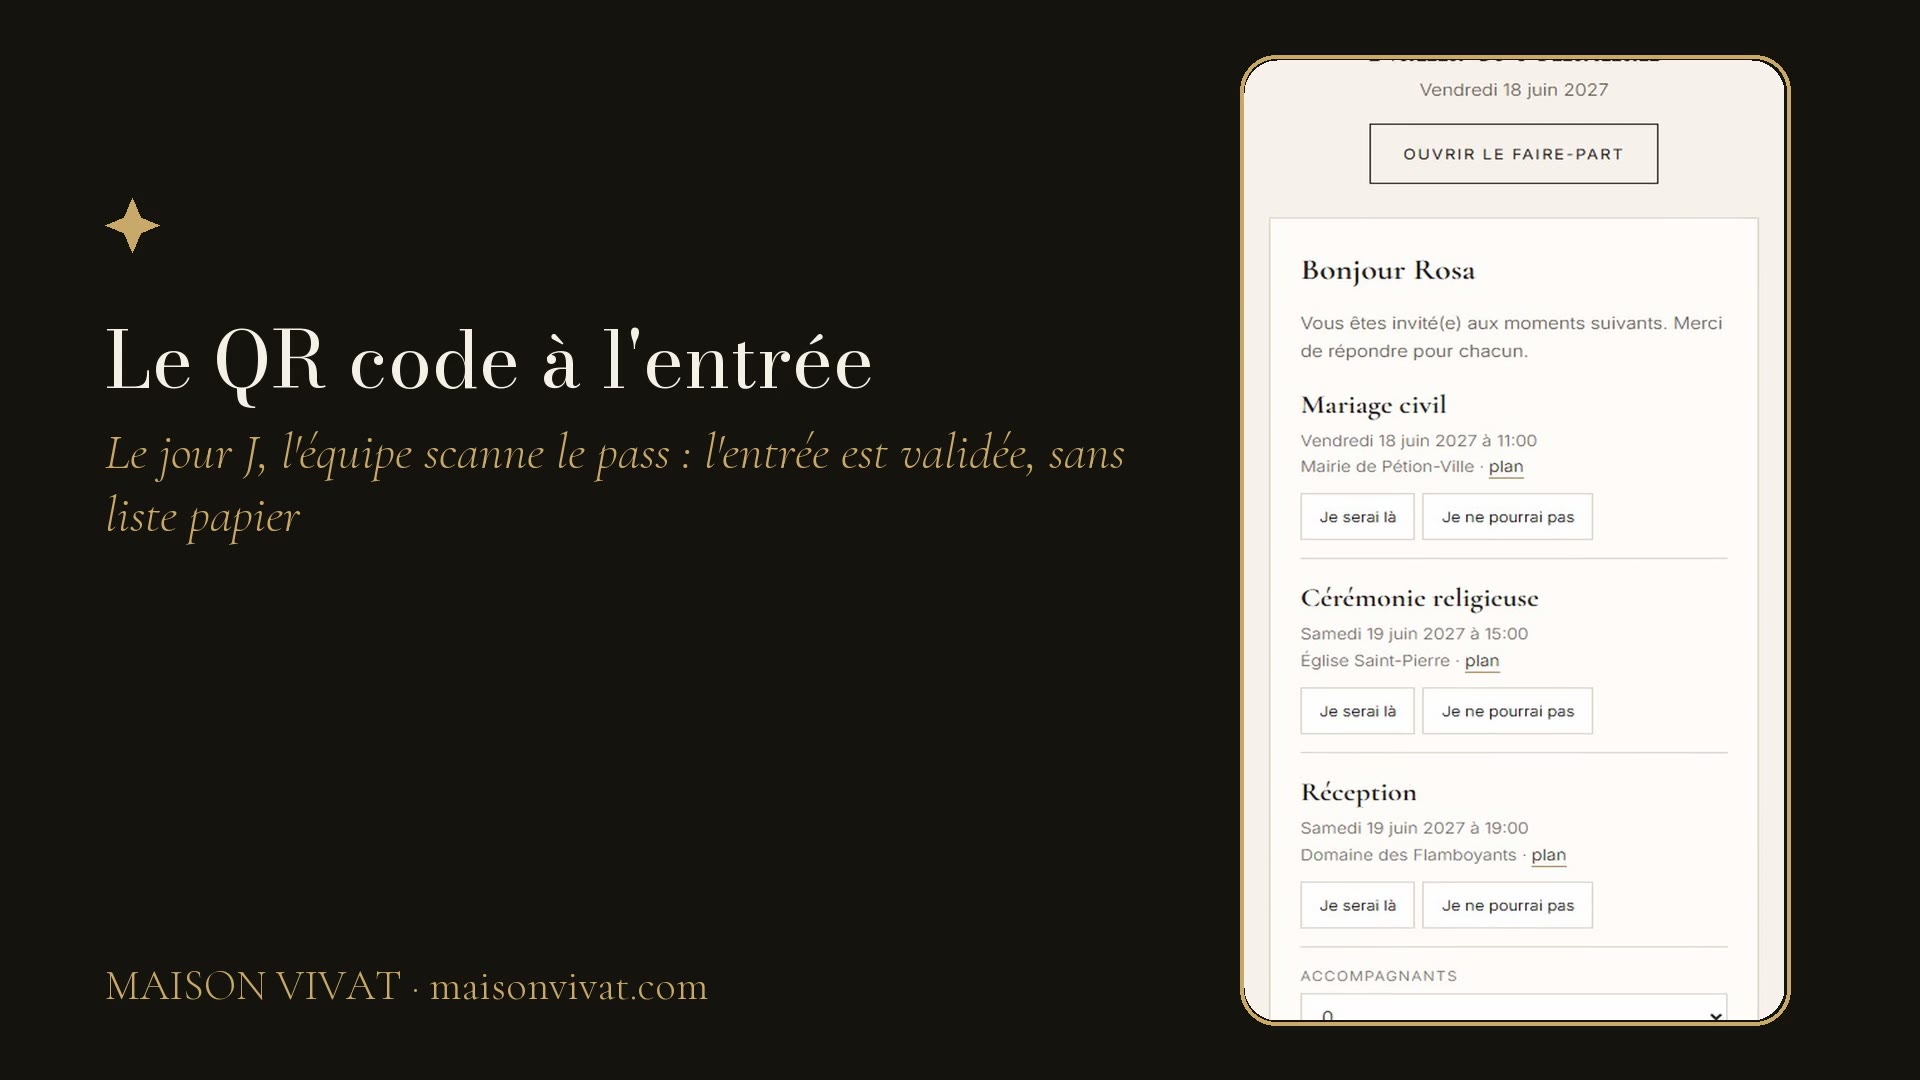 Le QR code à l'entrée
Le jour J, l'équipe scanne le pass : l'entrée est validée, sans
liste papier
MAISON VIVAT · maisonvivat.com
Vendredi 18 juin 2027
OUVRIR LE FAIRE-PART
Bonjour Rosa
Vous êtes invité(e) aux moments suivants. Merci
de répondre pour chacun.
Mariage civil
Vendredi 18 juin 2027 à 11:00
Mairie de Pétion-Ville · plan
Je serai là Je ne pourrai pas
Cérémonie religieuse
Samedi 19 juin 2027 à 15:00
Église Saint-Pierre · plan
Je serai là Je ne pourrai pas
Réception
Samedi 19 juin 2027 à 19:00
Domaine des Flamboyants · plan
Je serai là Je ne pourrai pas
ACCOMPAGNANTS
0